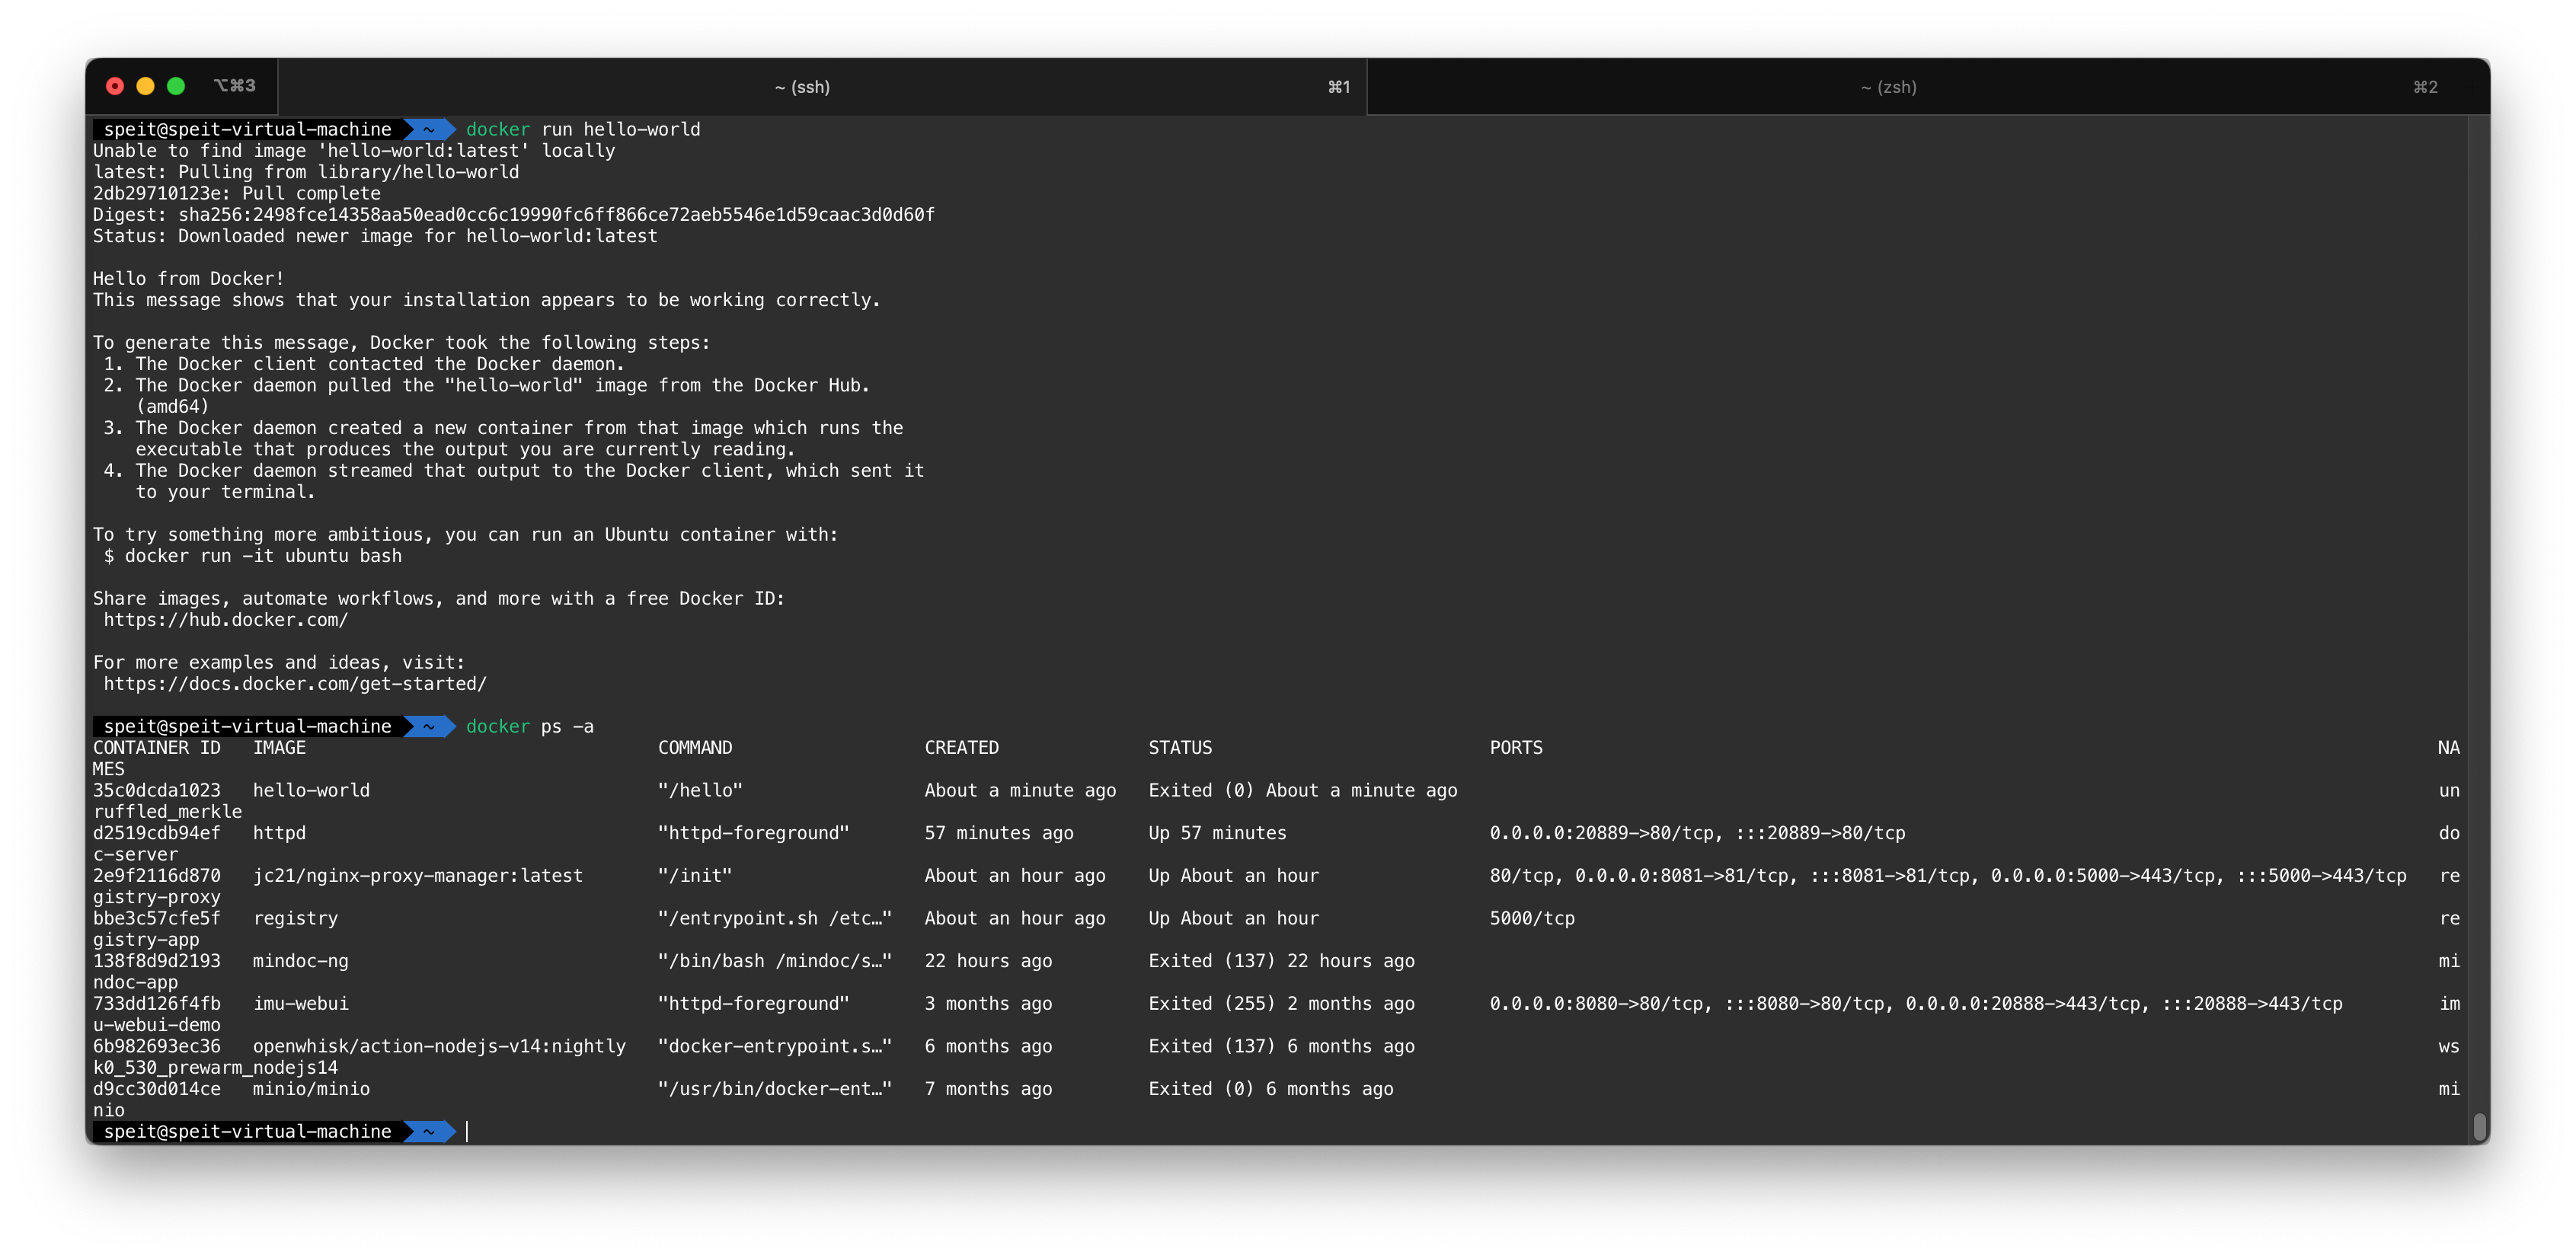 ⌥⌘3 ~ (ssh) ⌘1 ~ (zsh) ⌘2
speit@speit-virtual-machine ~ docker run hello-world
Unable to find image 'hello-world:latest' locally
latest: Pulling from library/hello-world
2db29710123e: Pull complete
Digest: sha256:2498fce14358aa50ead0cc6c19990fc6ff866ce72aeb5546e1d59caac3d0d60f
Status: Downloaded newer image for hello-world:latest

Hello from Docker!
This message shows that your installation appears to be working correctly.

To generate this message, Docker took the following steps:
 1. The Docker client contacted the Docker daemon.
 2. The Docker daemon pulled the "hello-world" image from the Docker Hub.
    (amd64)
 3. The Docker daemon created a new container from that image which runs the
    executable that produces the output you are currently reading.
 4. The Docker daemon streamed that output to the Docker client, which sent it
    to your terminal.

To try something more ambitious, you can run an Ubuntu container with:
 $ docker run -it ubuntu bash

Share images, automate workflows, and more with a free Docker ID:
 https://hub.docker.com/

For more examples and ideas, visit:
 https://docs.docker.com/get-started/

speit@speit-virtual-machine ~ docker ps -a
CONTAINER ID   IMAGE                                 COMMAND                  CREATED              STATUS                          PORTS                                                                                    NA
MES
35c0dcda1023   hello-world                           "/hello"                 About a minute ago   Exited (0) About a minute ago                                                                                            un
ruffled_merkle
d2519cdb94ef   httpd                                 "httpd-foreground"       57 minutes ago       Up 57 minutes                   0.0.0.0:20889->80/tcp, :::20889->80/tcp                                                  do
c-server
2e9f2116d870   jc21/nginx-proxy-manager:latest       "/init"                  About an hour ago    Up About an hour                80/tcp, 0.0.0.0:8081->81/tcp, :::8081->81/tcp, 0.0.0.0:5000->443/tcp, :::5000->443/tcp   re
gistry-proxy
bbe3c57cfe5f   registry                              "/entrypoint.sh /etc…"   About an hour ago    Up About an hour                5000/tcp                                                                                 re
gistry-app
138f8d9d2193   mindoc-ng                             "/bin/bash /mindoc/s…"   22 hours ago         Exited (137) 22 hours ago                                                                                                mi
ndoc-app
733dd126f4fb   imu-webui                             "httpd-foreground"       3 months ago         Exited (255) 2 months ago       0.0.0.0:8080->80/tcp, :::8080->80/tcp, 0.0.0.0:20888->443/tcp, :::20888->443/tcp         im
u-webui-demo
6b982693ec36   openwhisk/action-nodejs-v14:nightly   "docker-entrypoint.s…"   6 months ago         Exited (137) 6 months ago                                                                                                ws
k0_530_prewarm_nodejs14
d9cc30d014ce   minio/minio                           "/usr/bin/docker-ent…"   7 months ago         Exited (0) 6 months ago                                                                                                  mi
nio
speit@speit-virtual-machine ~